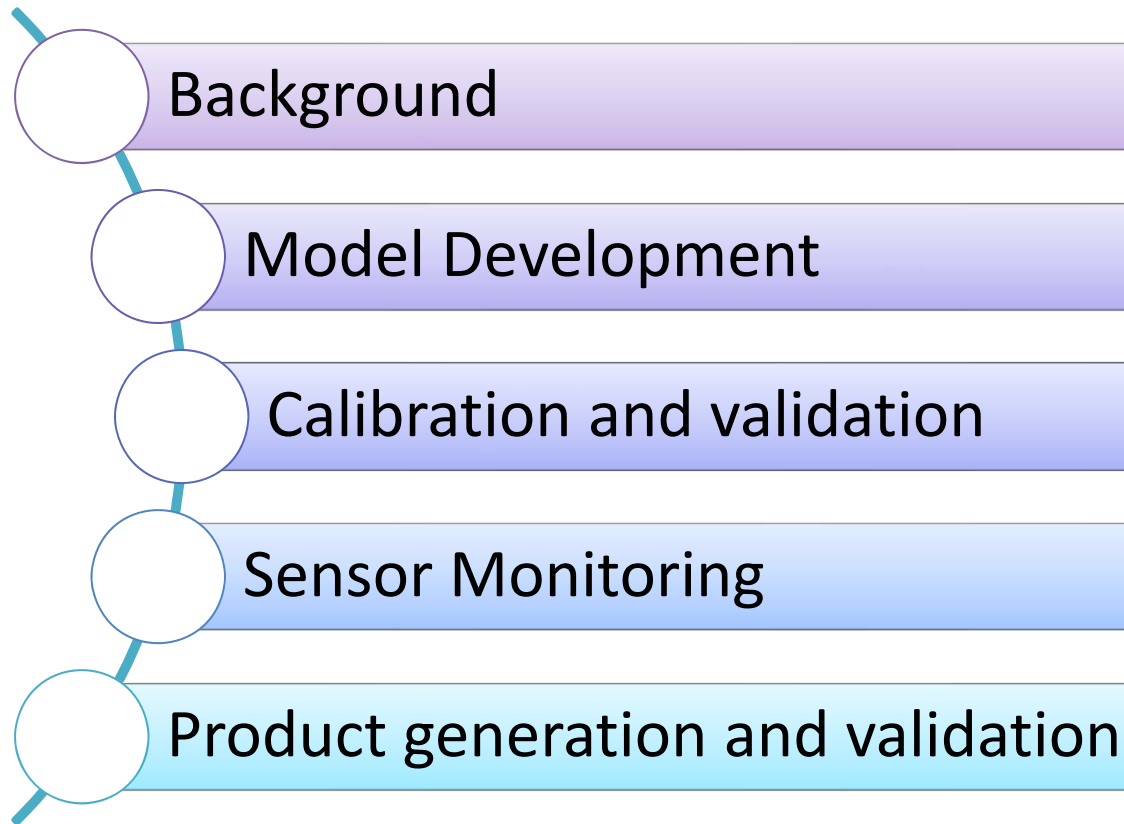 Background
Model Development
Calibration and validation
Sensor Monitoring
Product generation and validation